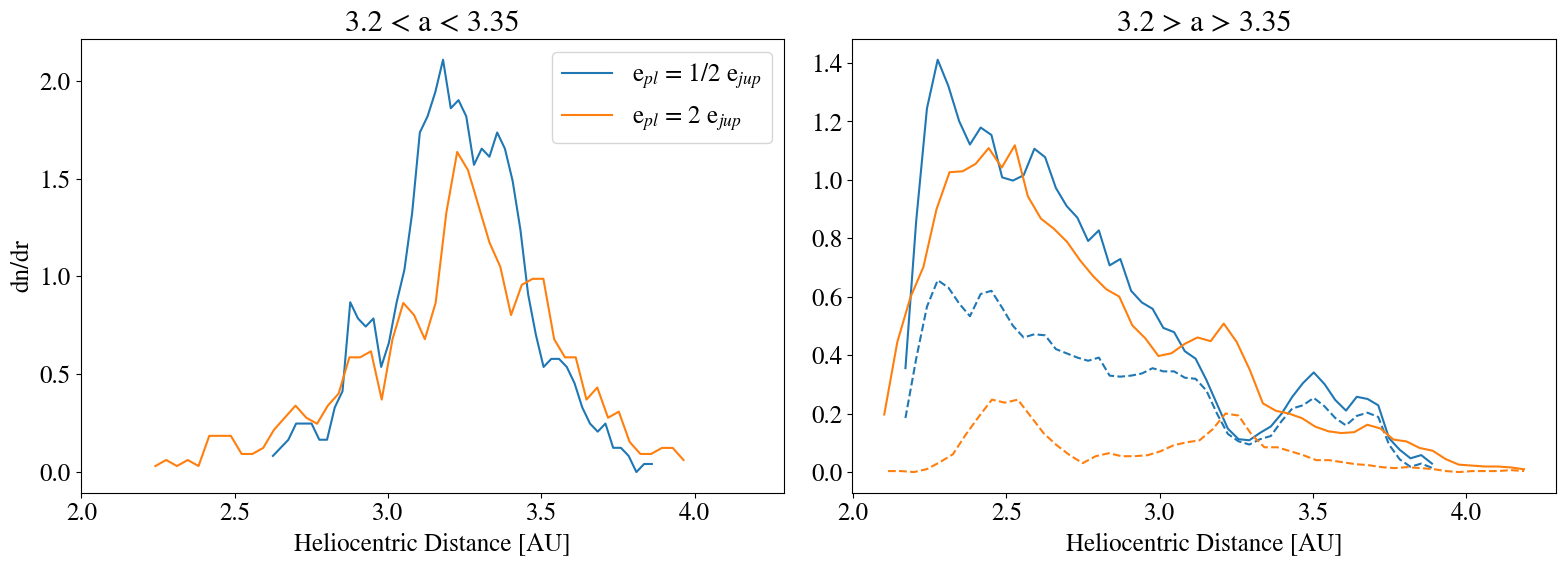 3.2 < a < 3.35
dn/dr
2.0
1.5
1.0
0.5
0.0
e_pl = 1/2 e_jup
e_pl = 2 e_jup
2.0 2.5 3.0 3.5 4.0
Heliocentric Distance [AU]
3.2 > a > 3.35
1.4
1.2
1.0
0.8
0.6
0.4
0.2
0.0
2.0 2.5 3.0 3.5 4.0
Heliocentric Distance [AU]